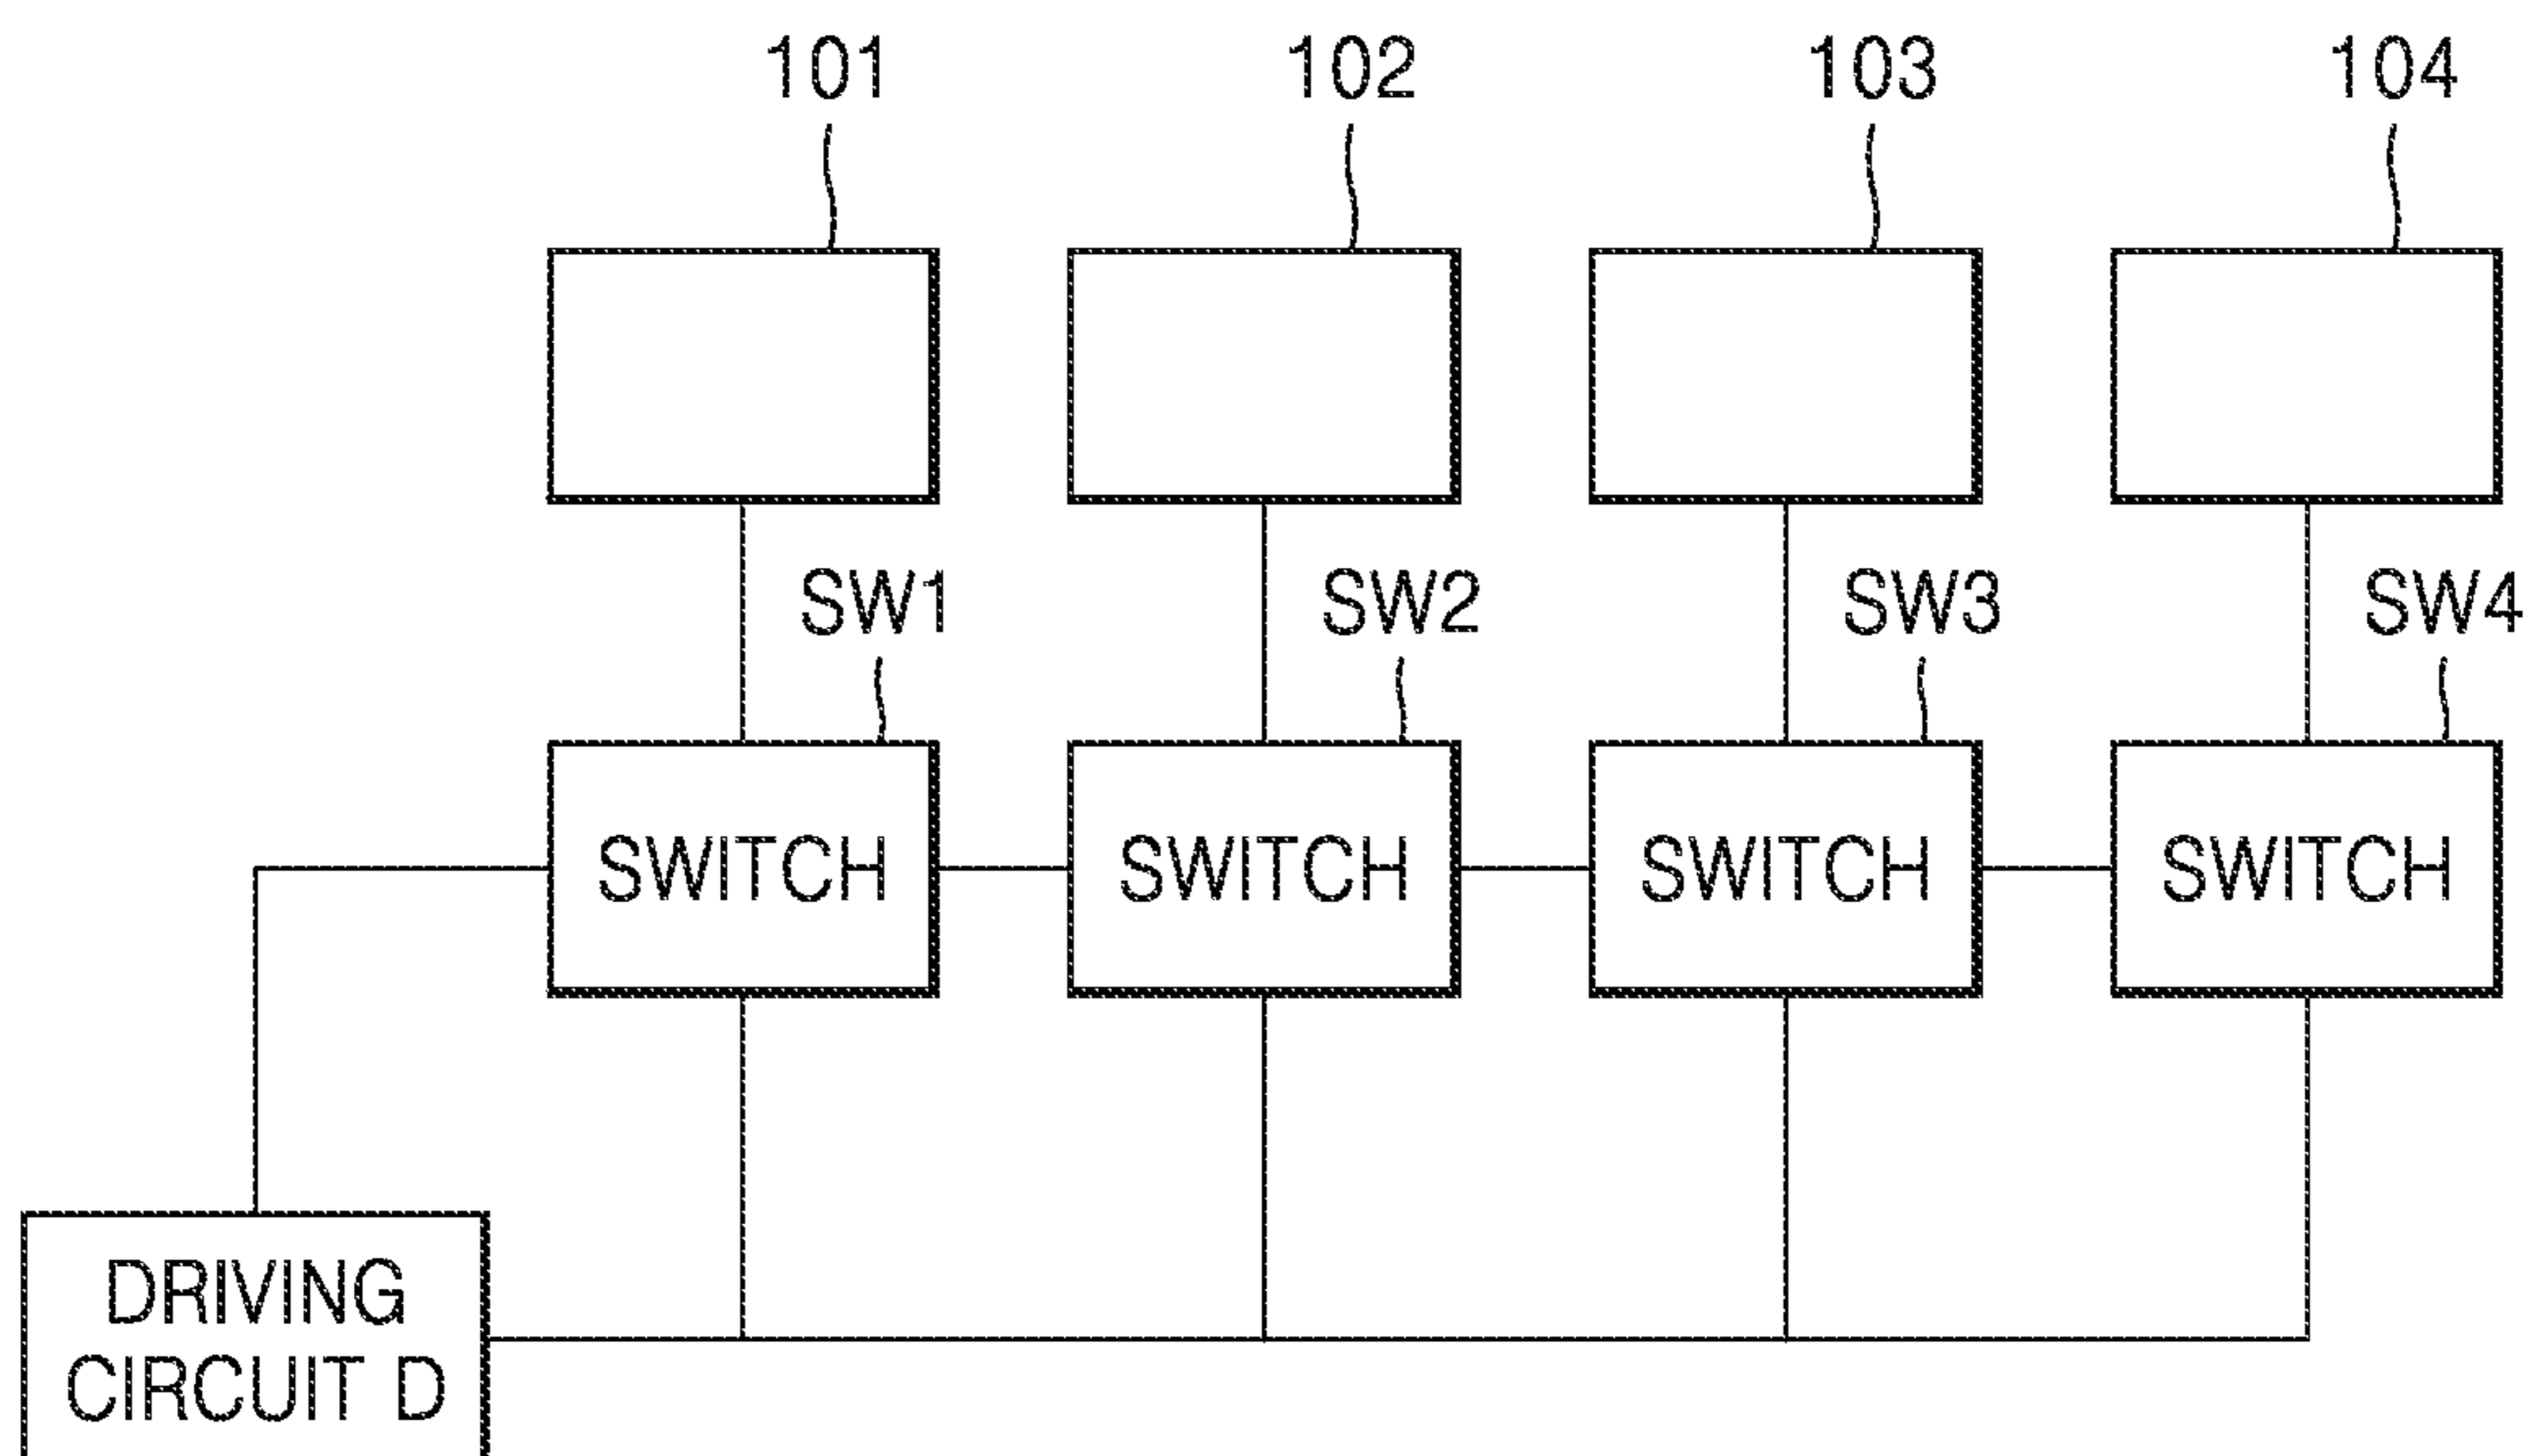 101 102 103 104
SW1 SW2 SW3 SW4
SWITCH SWITCH SWITCH SWITCH
DRIVING
CIRCUIT D